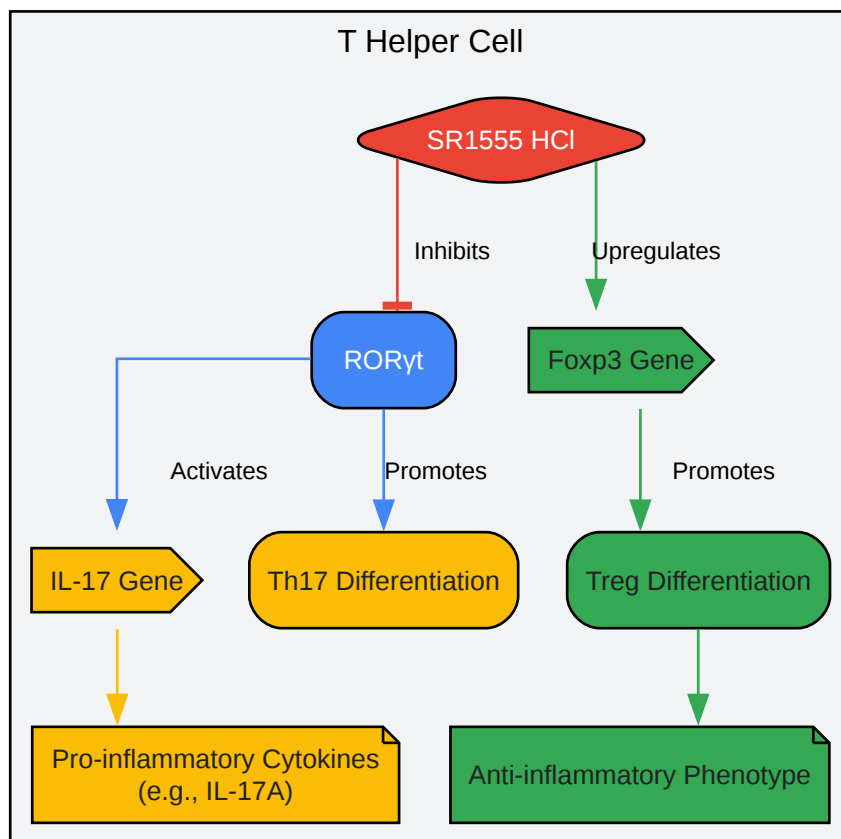 T Helper Cell
SR1555 HCl
Inhibits
Upregulates
RORγt
Foxp3 Gene
Activates
Promotes
Promotes
IL-17 Gene
Th17 Differentiation
Treg Differentiation
Pro-inflammatory Cytokines
(e.g., IL-17A)
Anti-inflammatory Phenotype